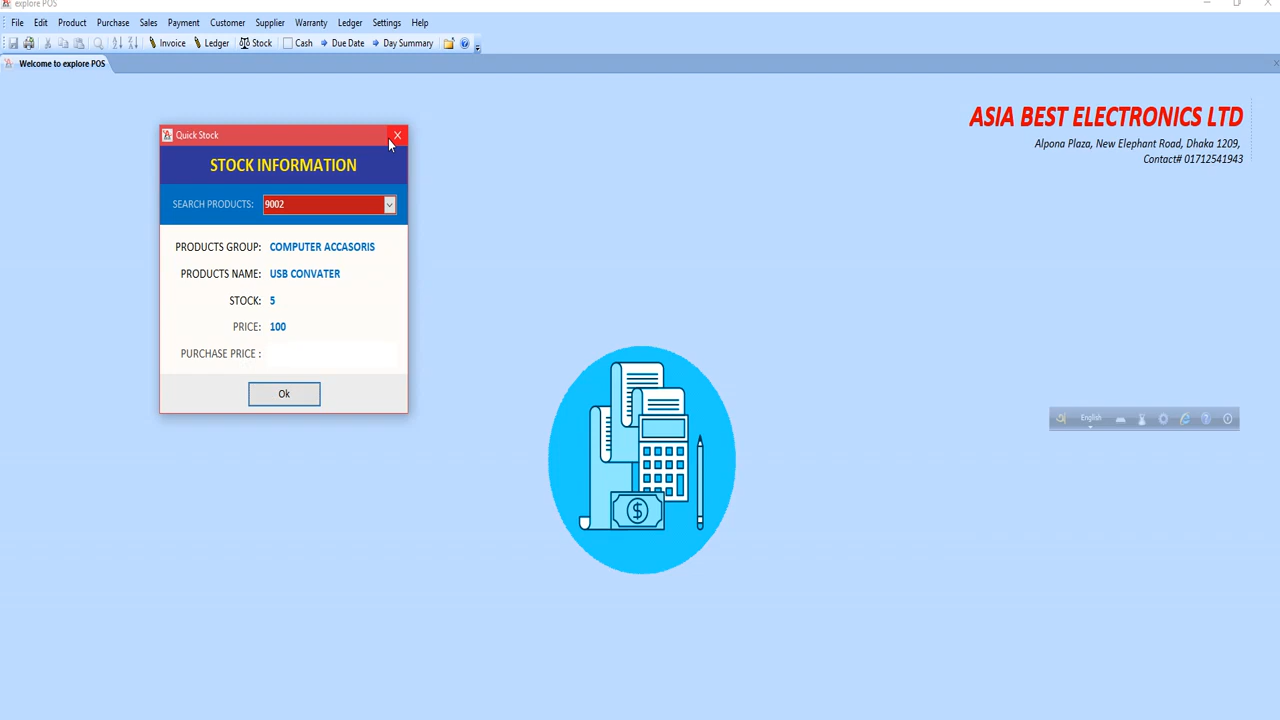 explore POS
File Edit Product Purchase Sales Payment Customer Supplier Warranty Ledger Settings Help
Invoice Ledger Stock Cash Due Date Day Summary
Welcome to explore POS
ASIA BEST ELECTRONICS LTD
Alpona Plaza, New Elephant Road, Dhaka 1209,
Contact# 01712541943
Quick Stock
STOCK INFORMATION
SEARCH PRODUCTS: 9002
PRODUCTS GROUP: COMPUTER ACCASORIS
PRODUCTS NAME: USB CONVATER
STOCK: 5
PRICE: 100
PURCHASE PRICE :
Ok
English